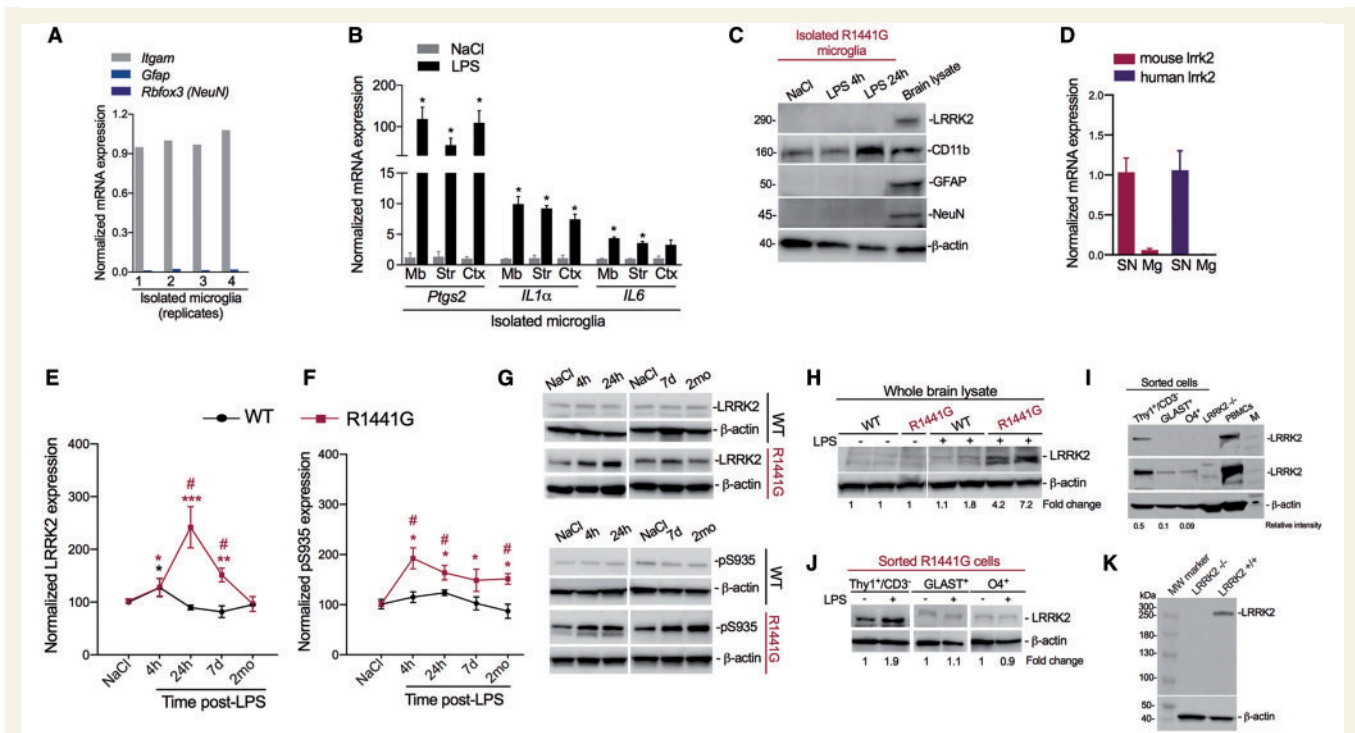 A
Itgam
Gfap
Rbfox3 (NeuN)
Normalized mRNA expression
1.2
0.9
0.6
0.3
0.0
1 2 3 4
Isolated microglia
(replicates)
B
NaCl
LPS
Normalized mRNA expression
200
100
15
10
5
0
* * * * * * * *
Mb Str Ctx Mb Str Ctx Mb Str Ctx
Ptgs2 IL1α IL6
Isolated microglia
C
Isolated R1441G
microglia
NaCl LPS 4h LPS 24h Brain lysate
290- -LRRK2
160- -CD11b
50- -GFAP
45- -NeuN
40- -β-actin
D
mouse lrrk2
human lrrk2
Normalized mRNA expression
2.0
1.5
1.0
0.5
0.0
SN Mg SN Mg
E
WT R1441G
Normalized LRRK2 expression
400
300
200
100
0
#
***
#
**
*
*
NaCl 4h 24h 7d 2mo
Time post-LPS
F
Normalized pS935 expression
400
300
200
100
0
# # #
* * * *
NaCl 4h 24h 7d 2mo
Time post-LPS
G
NaCl 4h 24h NaCl 7d 2mo
-LRRK2
β-actin
WT
-LRRK2
- β-actin
R1441G
NaCl 4h 24h NaCl 7d 2mo
-pS935
β-actin
WT
-pS935
- β-actin
R1441G
H
Whole brain lysate
WT R1441G WT R1441G
LPS - - - + + + +
- LRRK2
β-actin
1 1 1 1.1 1.8 4.2 7.2 Fold change
I
Sorted cells
Thy1+/CD3- GLAST+ O4+ LRRK2 -/- PBMCs M
-LRRK2
-LRRK2
-β-actin
0.5 0.1 0.09 Relative intensity
J
Sorted R1441G cells
Thy1+/CD3- GLAST+ O4+
LPS - + - + - +
- LRRK2
- β-actin
1 1.9 1 1.1 1 0.9 Fold change
K
MW marker LRRK2 -/- LRRK2 +/+
kDa
300-
250-
-LRRK2
180-
130-
100-
50-
40-
- β-actin